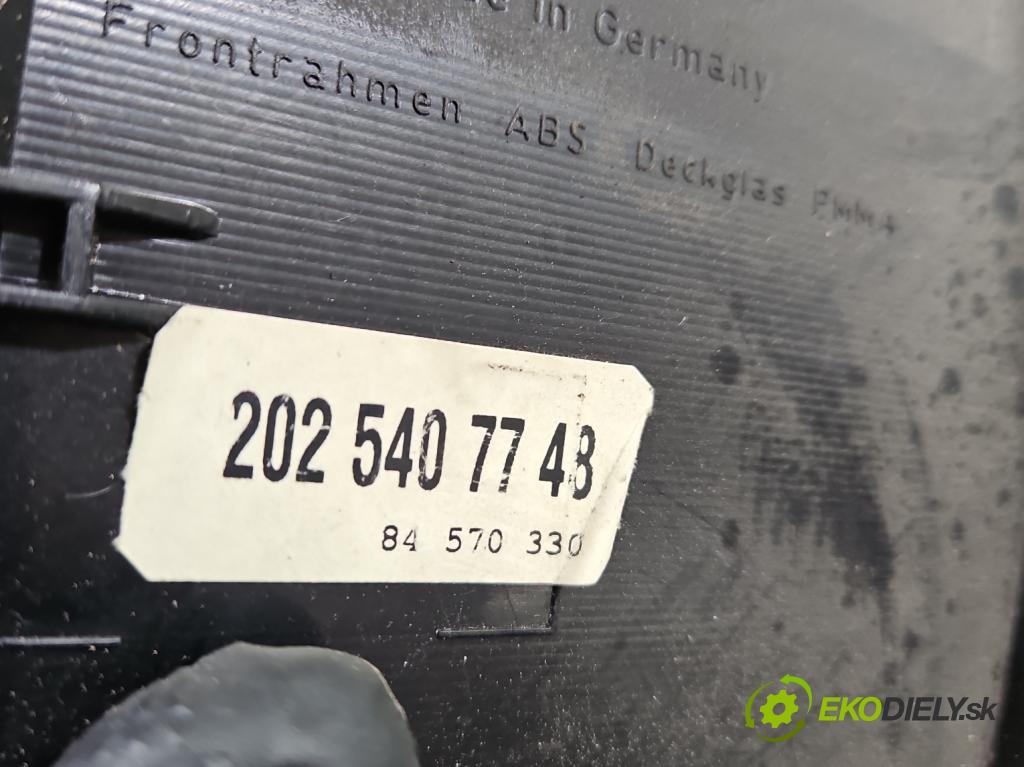 in Germany
Frontrahmen ABS Deckglas PMMA
202 540 77 48
84 570 330
EKODIELY.sk